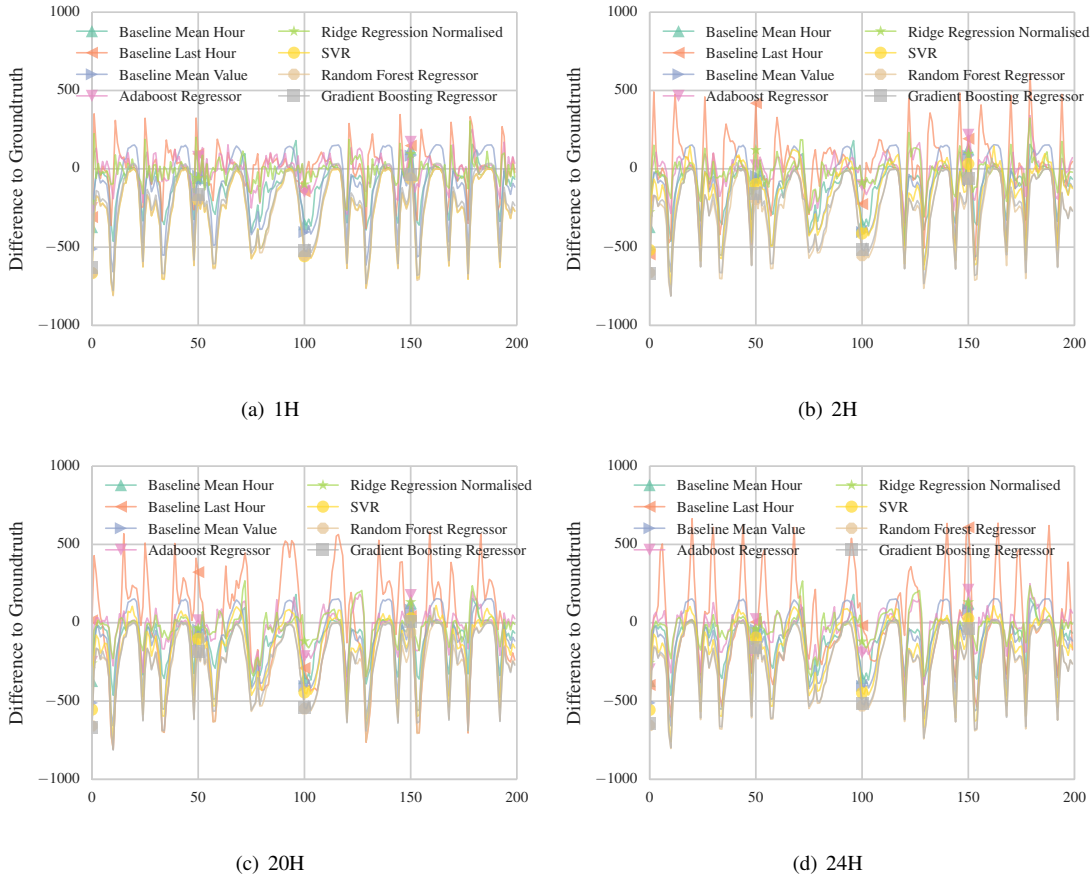 1000
500
0
−500
−1000
Difference to Groundtruth
Baseline Mean Hour
Baseline Last Hour
Baseline Mean Value
Adaboost Regressor
Ridge Regression Normalised
SVR
Random Forest Regressor
Gradient Boosting Regressor
0 50 100 150 200
(a) 1H
1000
500
0
−500
−1000
Difference to Groundtruth
Baseline Mean Hour
Baseline Last Hour
Baseline Mean Value
Adaboost Regressor
Ridge Regression Normalised
SVR
Random Forest Regressor
Gradient Boosting Regressor
0 50 100 150 200
(b) 2H
1000
500
0
−500
−1000
Difference to Groundtruth
Baseline Mean Hour
Baseline Last Hour
Baseline Mean Value
Adaboost Regressor
Ridge Regression Normalised
SVR
Random Forest Regressor
Gradient Boosting Regressor
0 50 100 150 200
(c) 20H
1000
500
0
−500
−1000
Difference to Groundtruth
Baseline Mean Hour
Baseline Last Hour
Baseline Mean Value
Adaboost Regressor
Ridge Regression Normalised
SVR
Random Forest Regressor
Gradient Boosting Regressor
0 50 100 150 200
(d) 24H